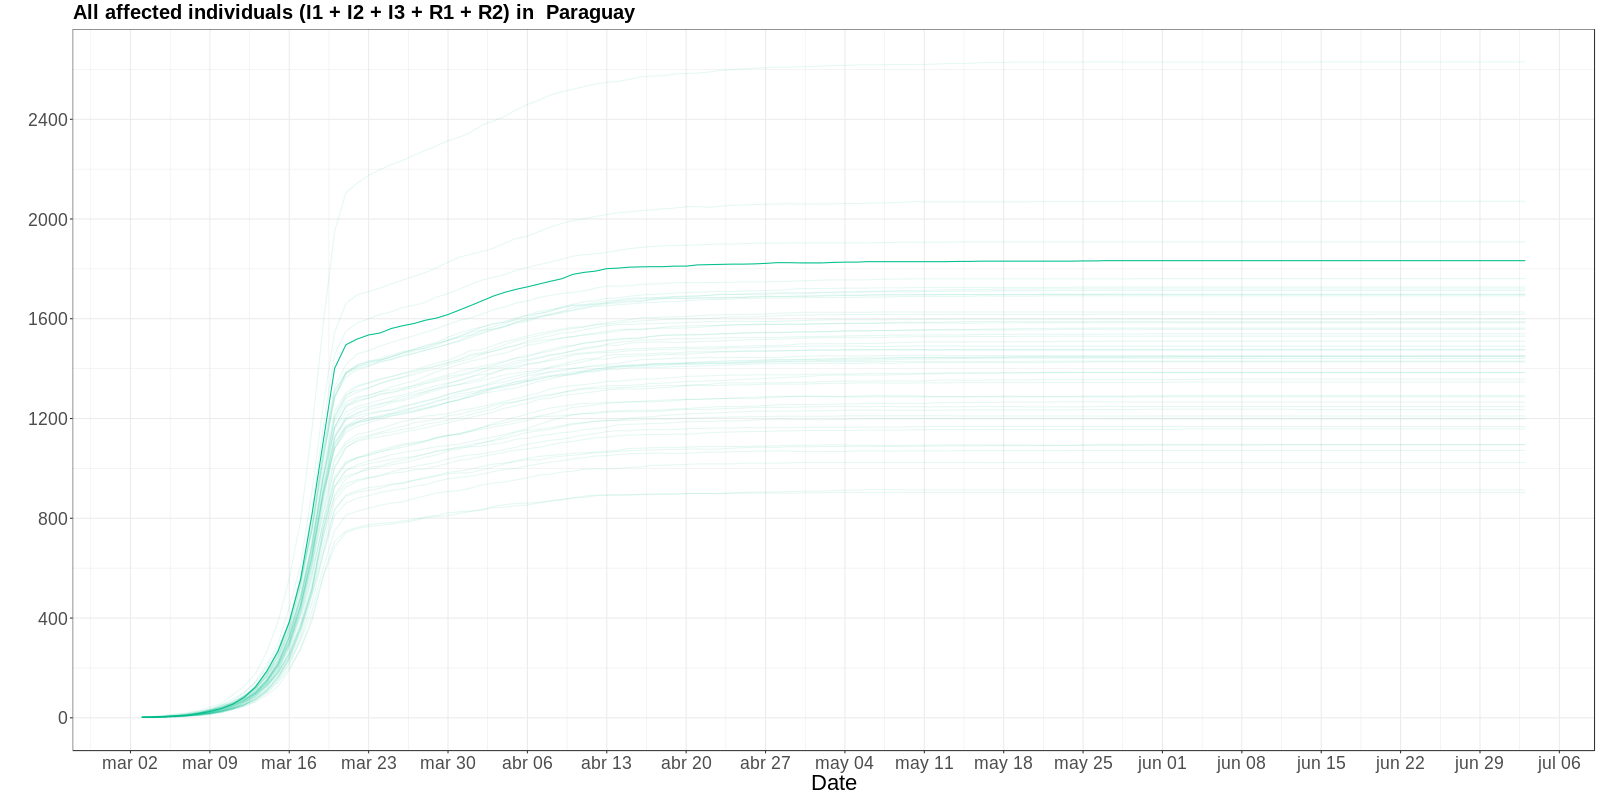 All affected individuals (I1 + I2 + I3 + R1 + R2) in  Paraguay
2400
2000
1600
1200
800
400
0
mar 02 mar 09 mar 16 mar 23 mar 30 abr 06 abr 13 abr 20 abr 27 may 04 may 11 may 18 may 25 jun 01 jun 08 jun 15 jun 22 jun 29 jul 06
Date